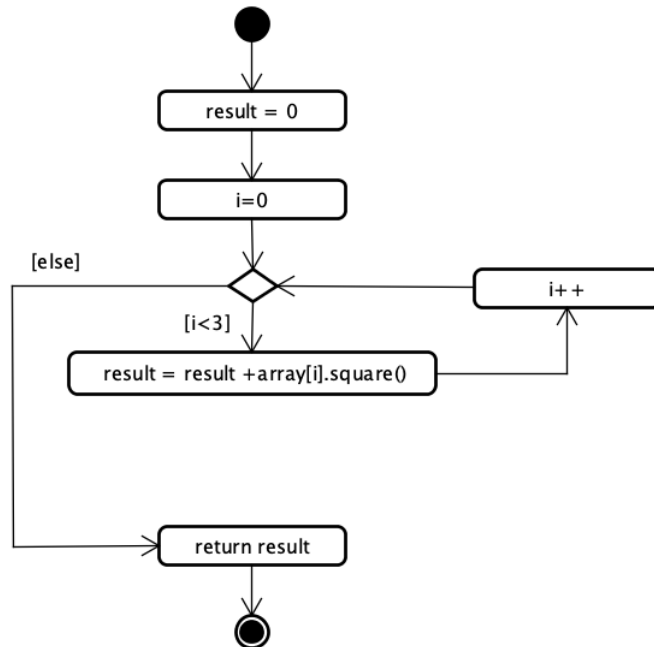 result = 0
i=0
[else]
i++
[i<3]
result = result +array[i].square()
return result